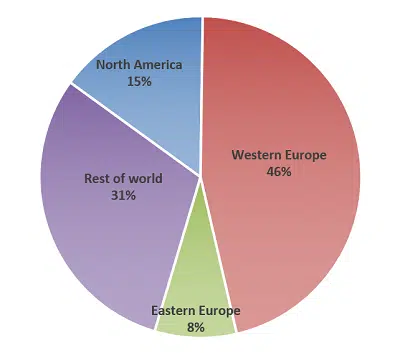 North America
15%
Western Europe
46%
Rest of world
31%
Eastern Europe
8%